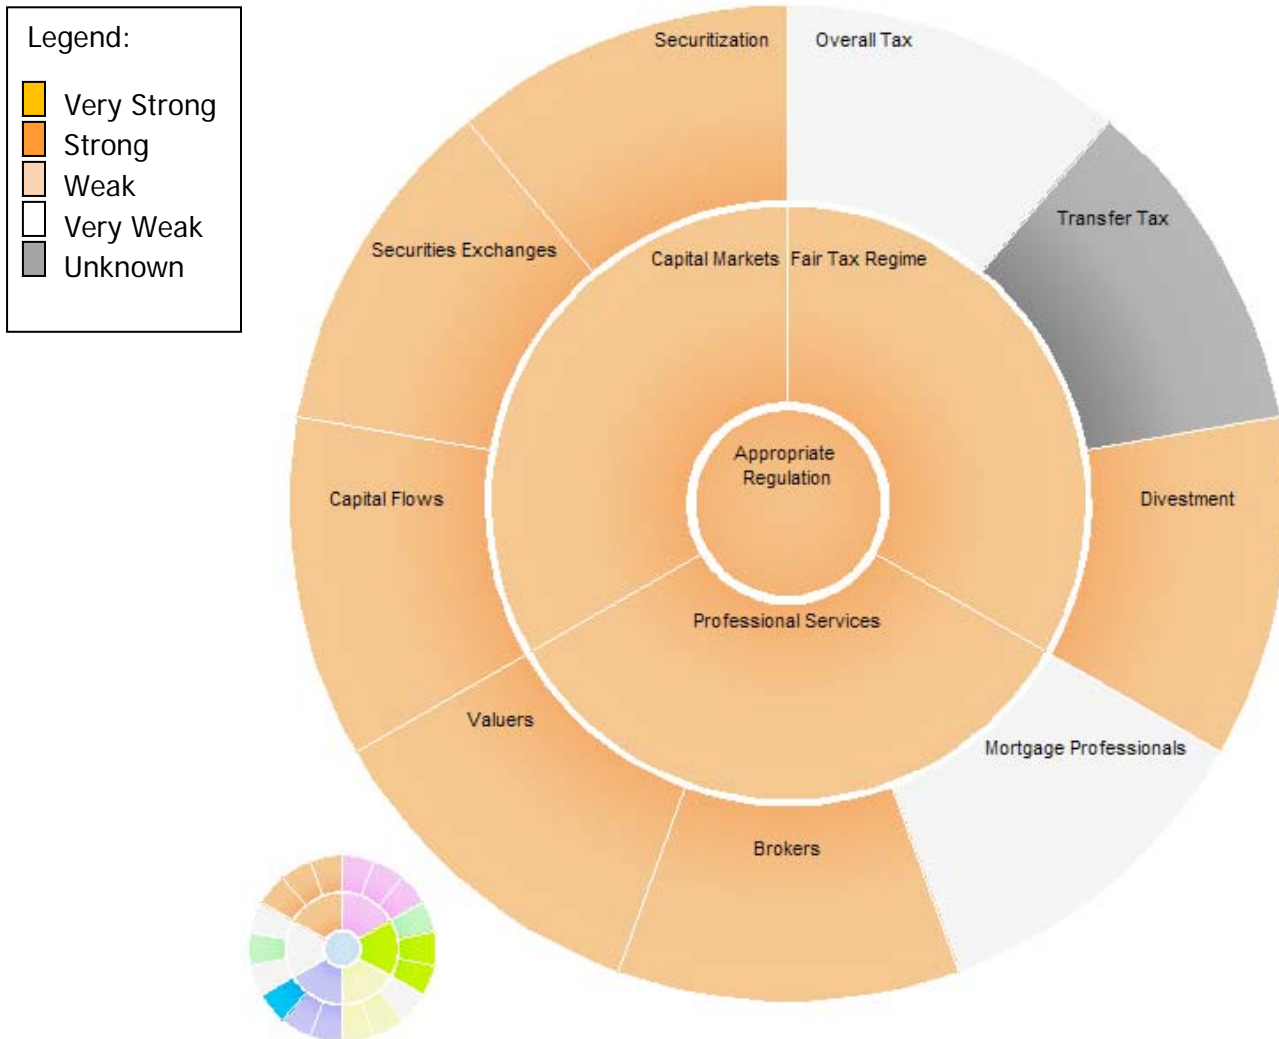 Legend:
Very Strong
Strong
Weak
Very Weak
Unknown
Securitization
Overall Tax
Transfer Tax
Securities Exchanges
Capital Markets
Fair Tax Regime
Appropriate
Regulation
Capital Flows
Divestment
Professional Services
Valuers
Mortgage Professionals
Brokers